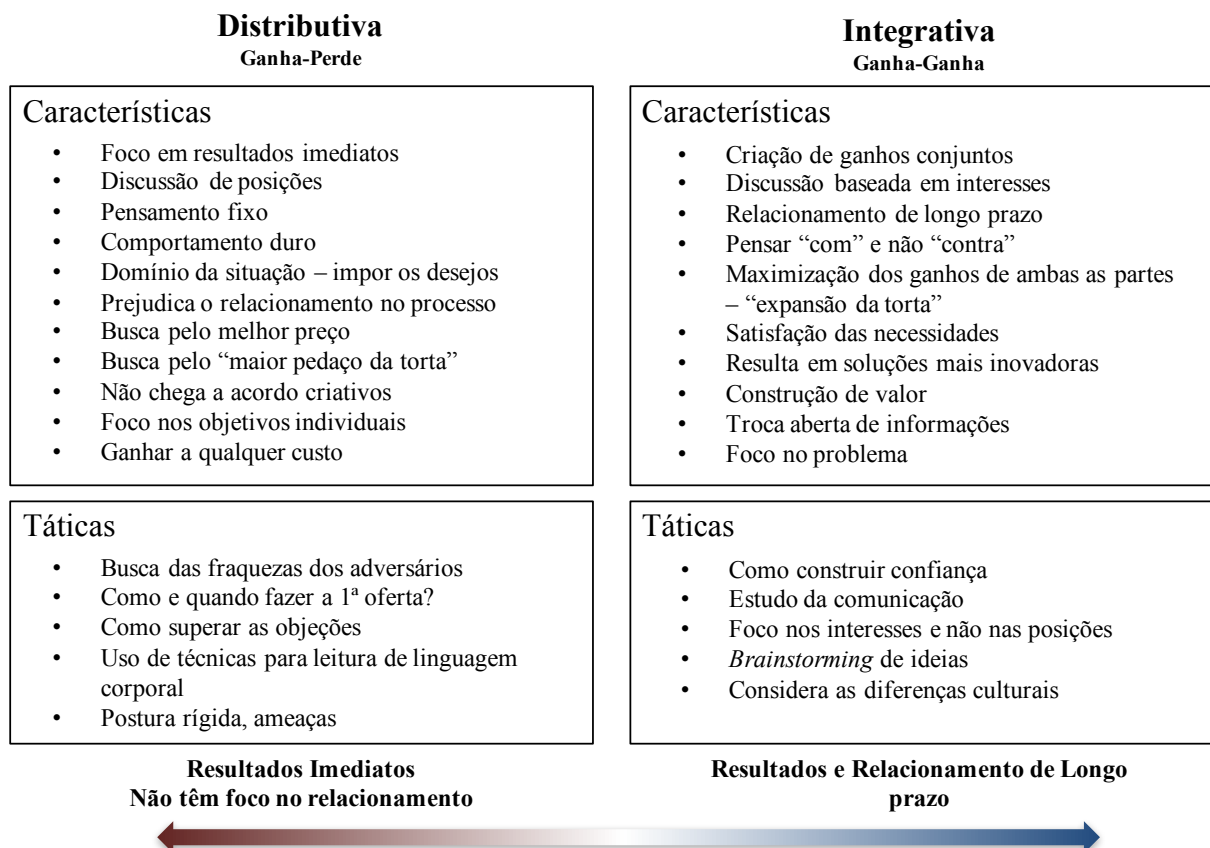 Distributiva
Ganha-Perde
Características
• Foco em resultados imediatos
• Discussão de posições
• Pensamento fixo
• Comportamento duro
• Domínio da situação – impor os desejos
• Prejudica o relacionamento no processo
• Busca pelo melhor preço
• Busca pelo “maior pedaço da torta”
• Não chega a acordo criativos
• Foco nos objetivos individuais
• Ganhar a qualquer custo
Táticas
• Busca das fraquezas dos adversários
• Como e quando fazer a 1ª oferta?
• Como superar as objeções
• Uso de técnicas para leitura de linguagem
corporal
• Postura rígida, ameaças
Resultados Imediatos
Não têm foco no relacionamento
Integrativa
Ganha-Ganha
Características
• Criação de ganhos conjuntos
• Discussão baseada em interesses
• Relacionamento de longo prazo
• Pensar “com” e não “contra”
• Maximização dos ganhos de ambas as partes
– “expansão da torta”
• Satisfação das necessidades
• Resulta em soluções mais inovadoras
• Construção de valor
• Troca aberta de informações
• Foco no problema
Táticas
• Como construir confiança
• Estudo da comunicação
• Foco nos interesses e não nas posições
• Brainstorming de ideias
• Considera as diferenças culturais
Resultados e Relacionamento de Longo
prazo